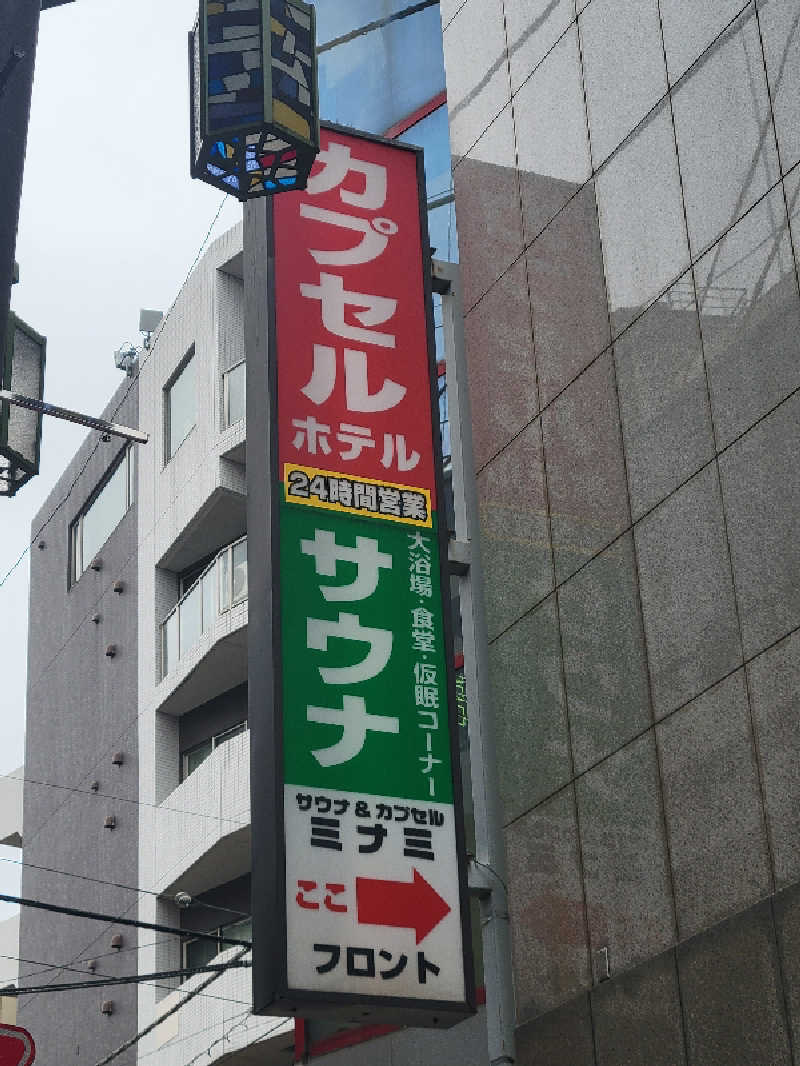 カプセル
ホテル
24時間営業
サウナ
大浴場・食堂・仮眠コーナー
サウナ&カプセル
ミナミ
ここ
フロント